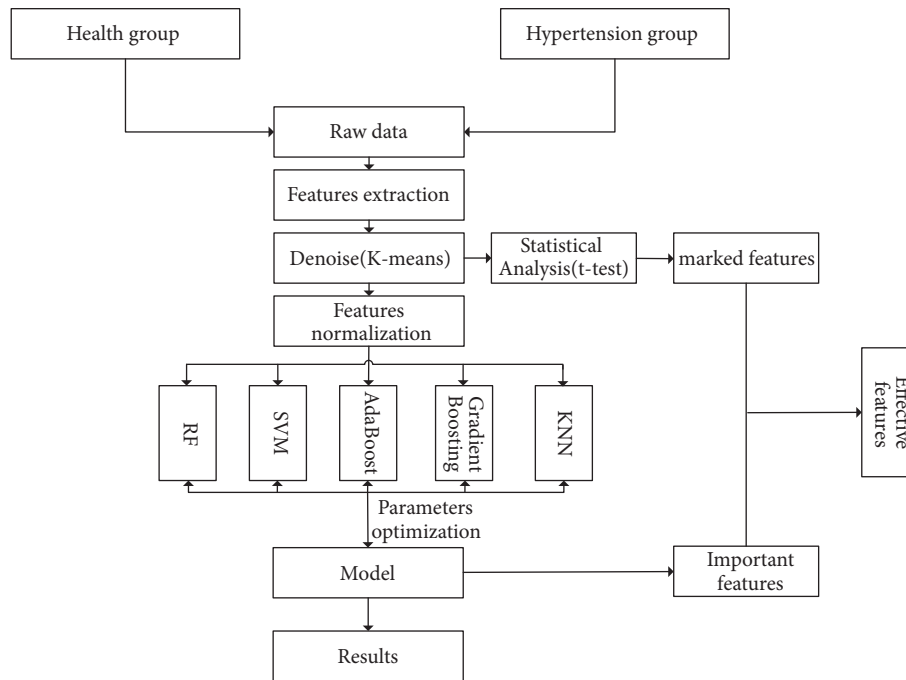 Health group
Hypertension group
Raw data
Features extraction
Denoise(K-means)
Statistical
Analysis(t-test)
marked features
Features
normalization
RF
SVM
AdaBoost
Gradient
Boosting
KNN
Effective
features
Parameters
optimization
Model
Important
features
Results